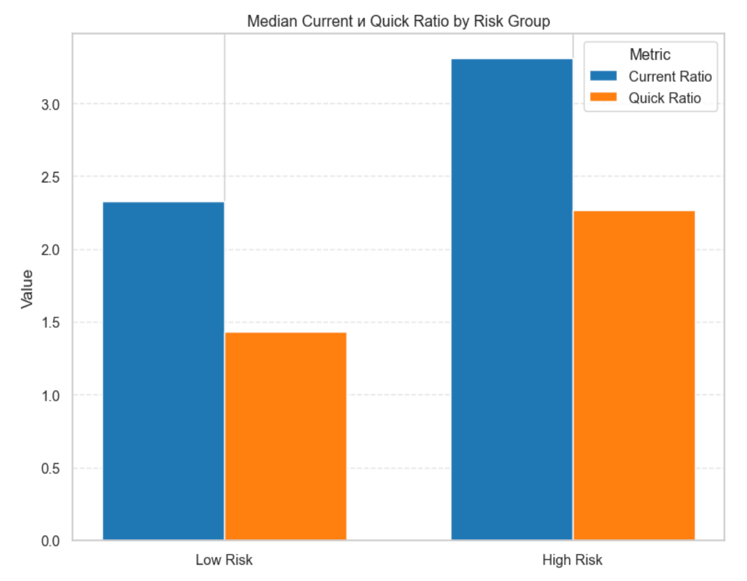 Median Current и Quick Ratio by Risk Group
Metric
Current Ratio
Quick Ratio
Value
3.0
2.5
2.0
1.5
1.0
0.5
0.0
Low Risk
High Risk